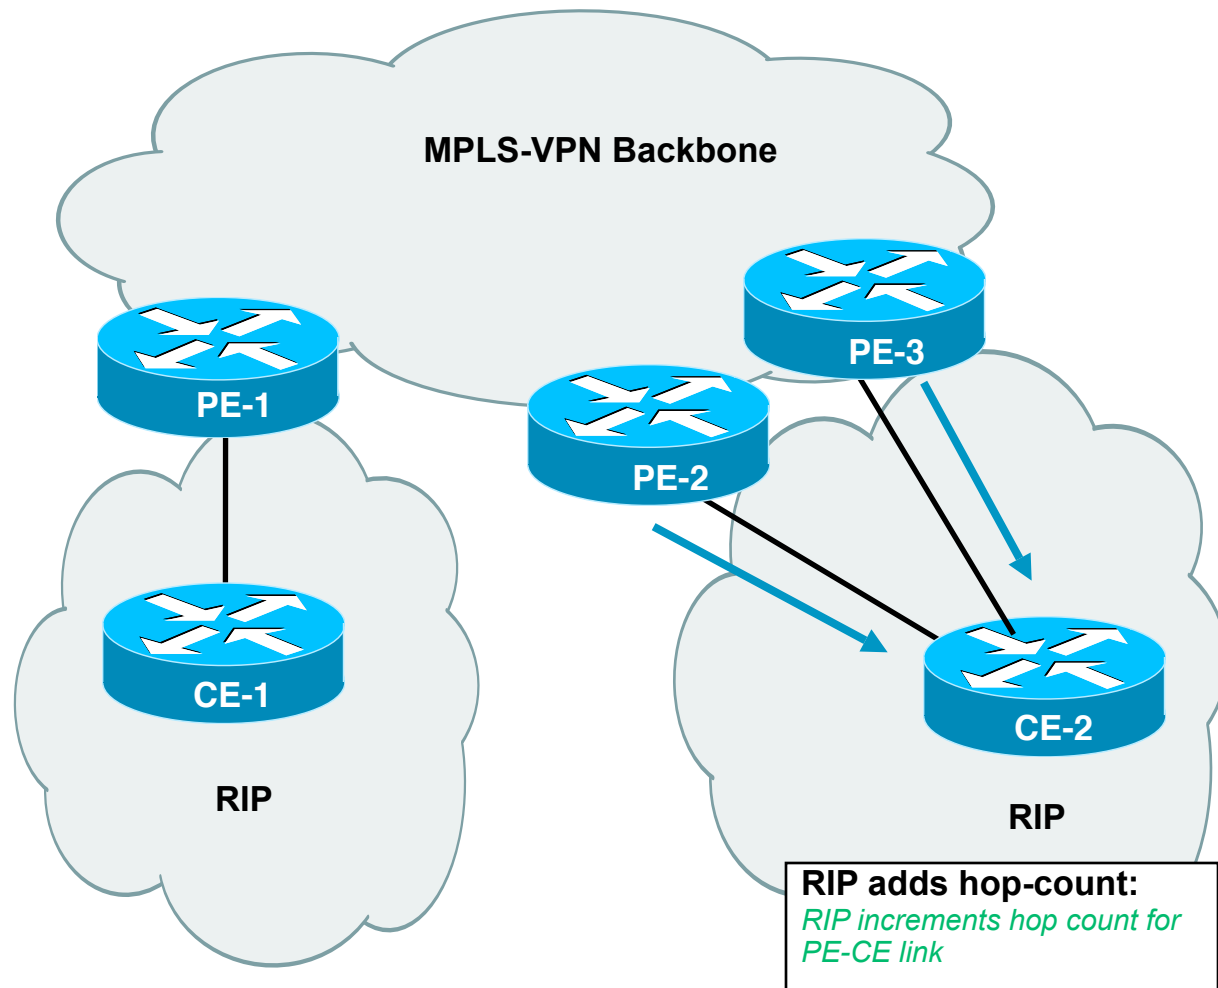 MPLS-VPN Backbone
PE-3
PE-1
PE-2
CE-1
CE-2
RIP
RIP
RIP adds hop-count:
RIP increments hop count for
PE-CE link